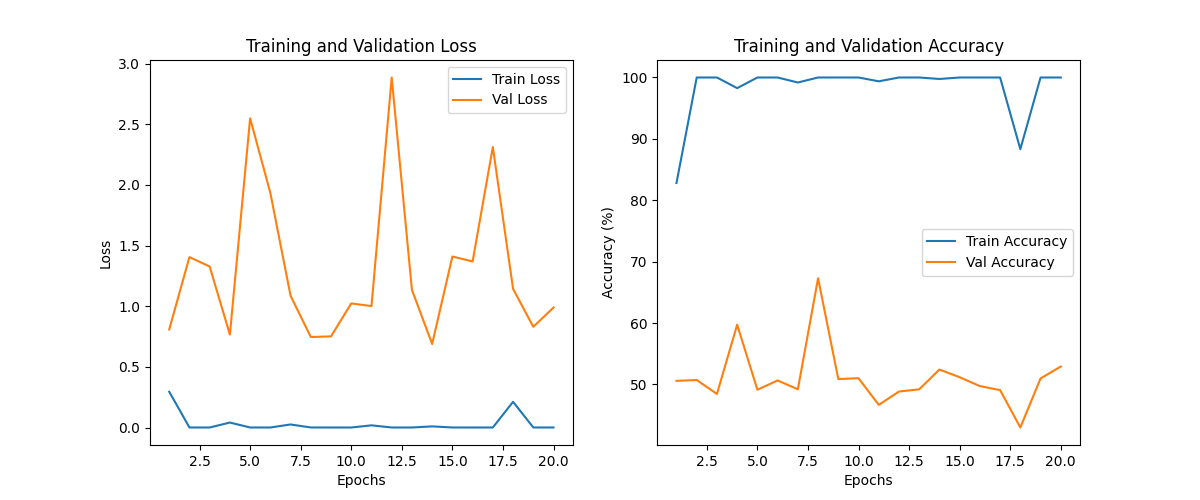 Training and Validation Loss
3.0
2.5
2.0
1.5
1.0
0.5
0.0
Loss
Train Loss
Val Loss
2.5 5.0 7.5 10.0 12.5 15.0 17.5 20.0
Epochs
Training and Validation Accuracy
100
90
80
70
60
50
Accuracy (%)
Train Accuracy
Val Accuracy
2.5 5.0 7.5 10.0 12.5 15.0 17.5 20.0
Epochs